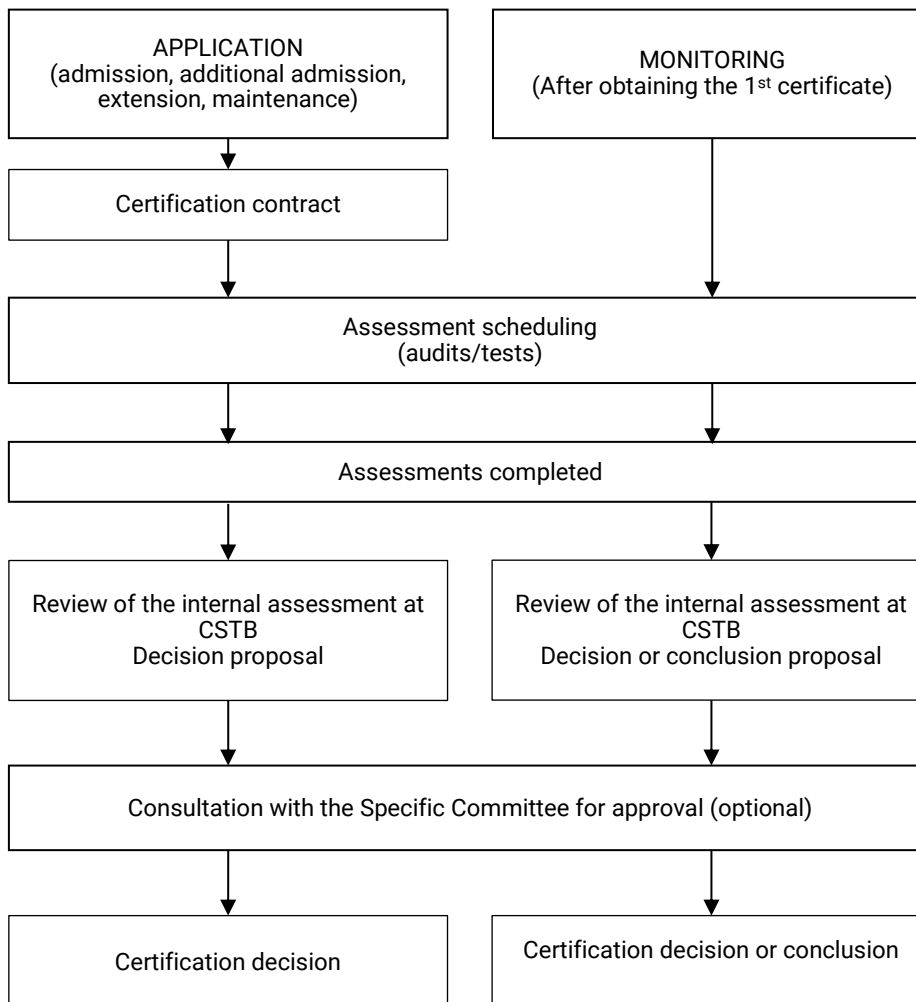 APPLICATION
(admission, additional admission,
extension, maintenance)
MONITORING
(After obtaining the 1st certificate)
Certification contract
Assessment scheduling
(audits/tests)
Assessments completed
Review of the internal assessment at
CSTB
Decision proposal
Review of the internal assessment at
CSTB
Decision or conclusion proposal
Consultation with the Specific Committee for approval (optional)
Certification decision
Certification decision or conclusion